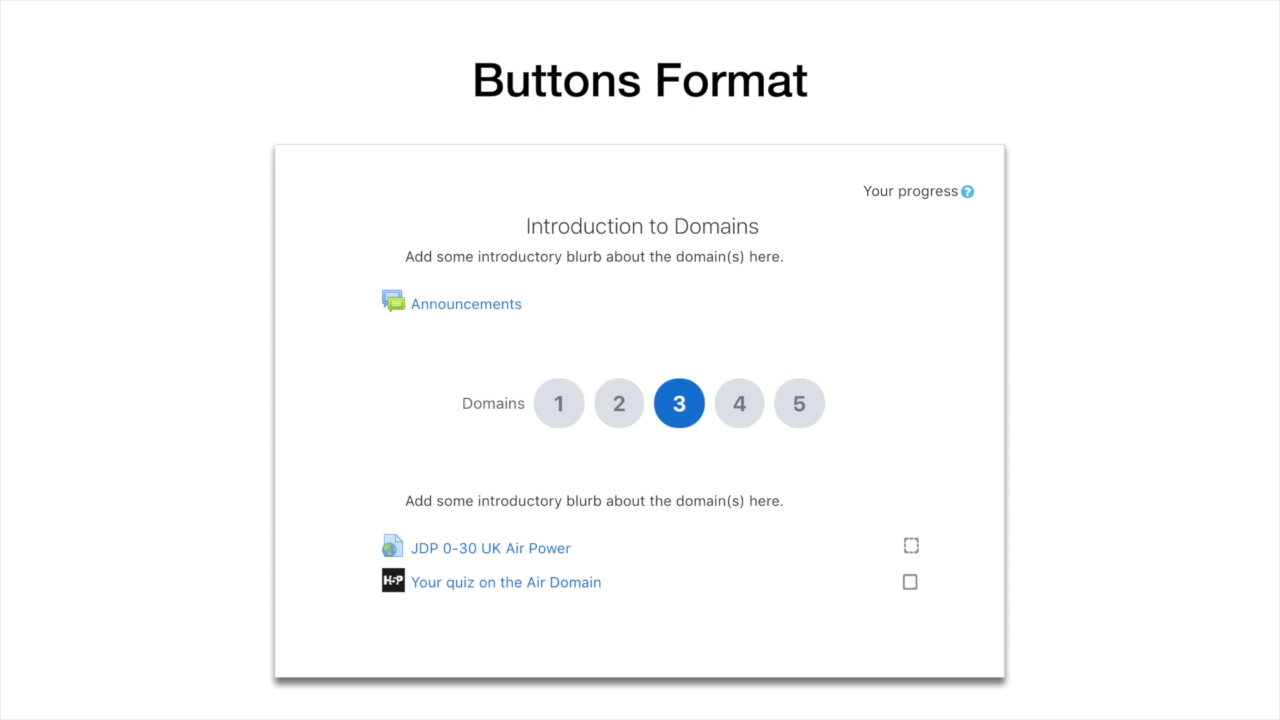 Buttons Format
Your progress ?
Introduction to Domains
Add some introductory blurb about the domain(s) here.
Announcements
Domains 1 2 3 4 5
Add some introductory blurb about the domain(s) here.
JDP 0-30 UK Air Power
H5P Your quiz on the Air Domain